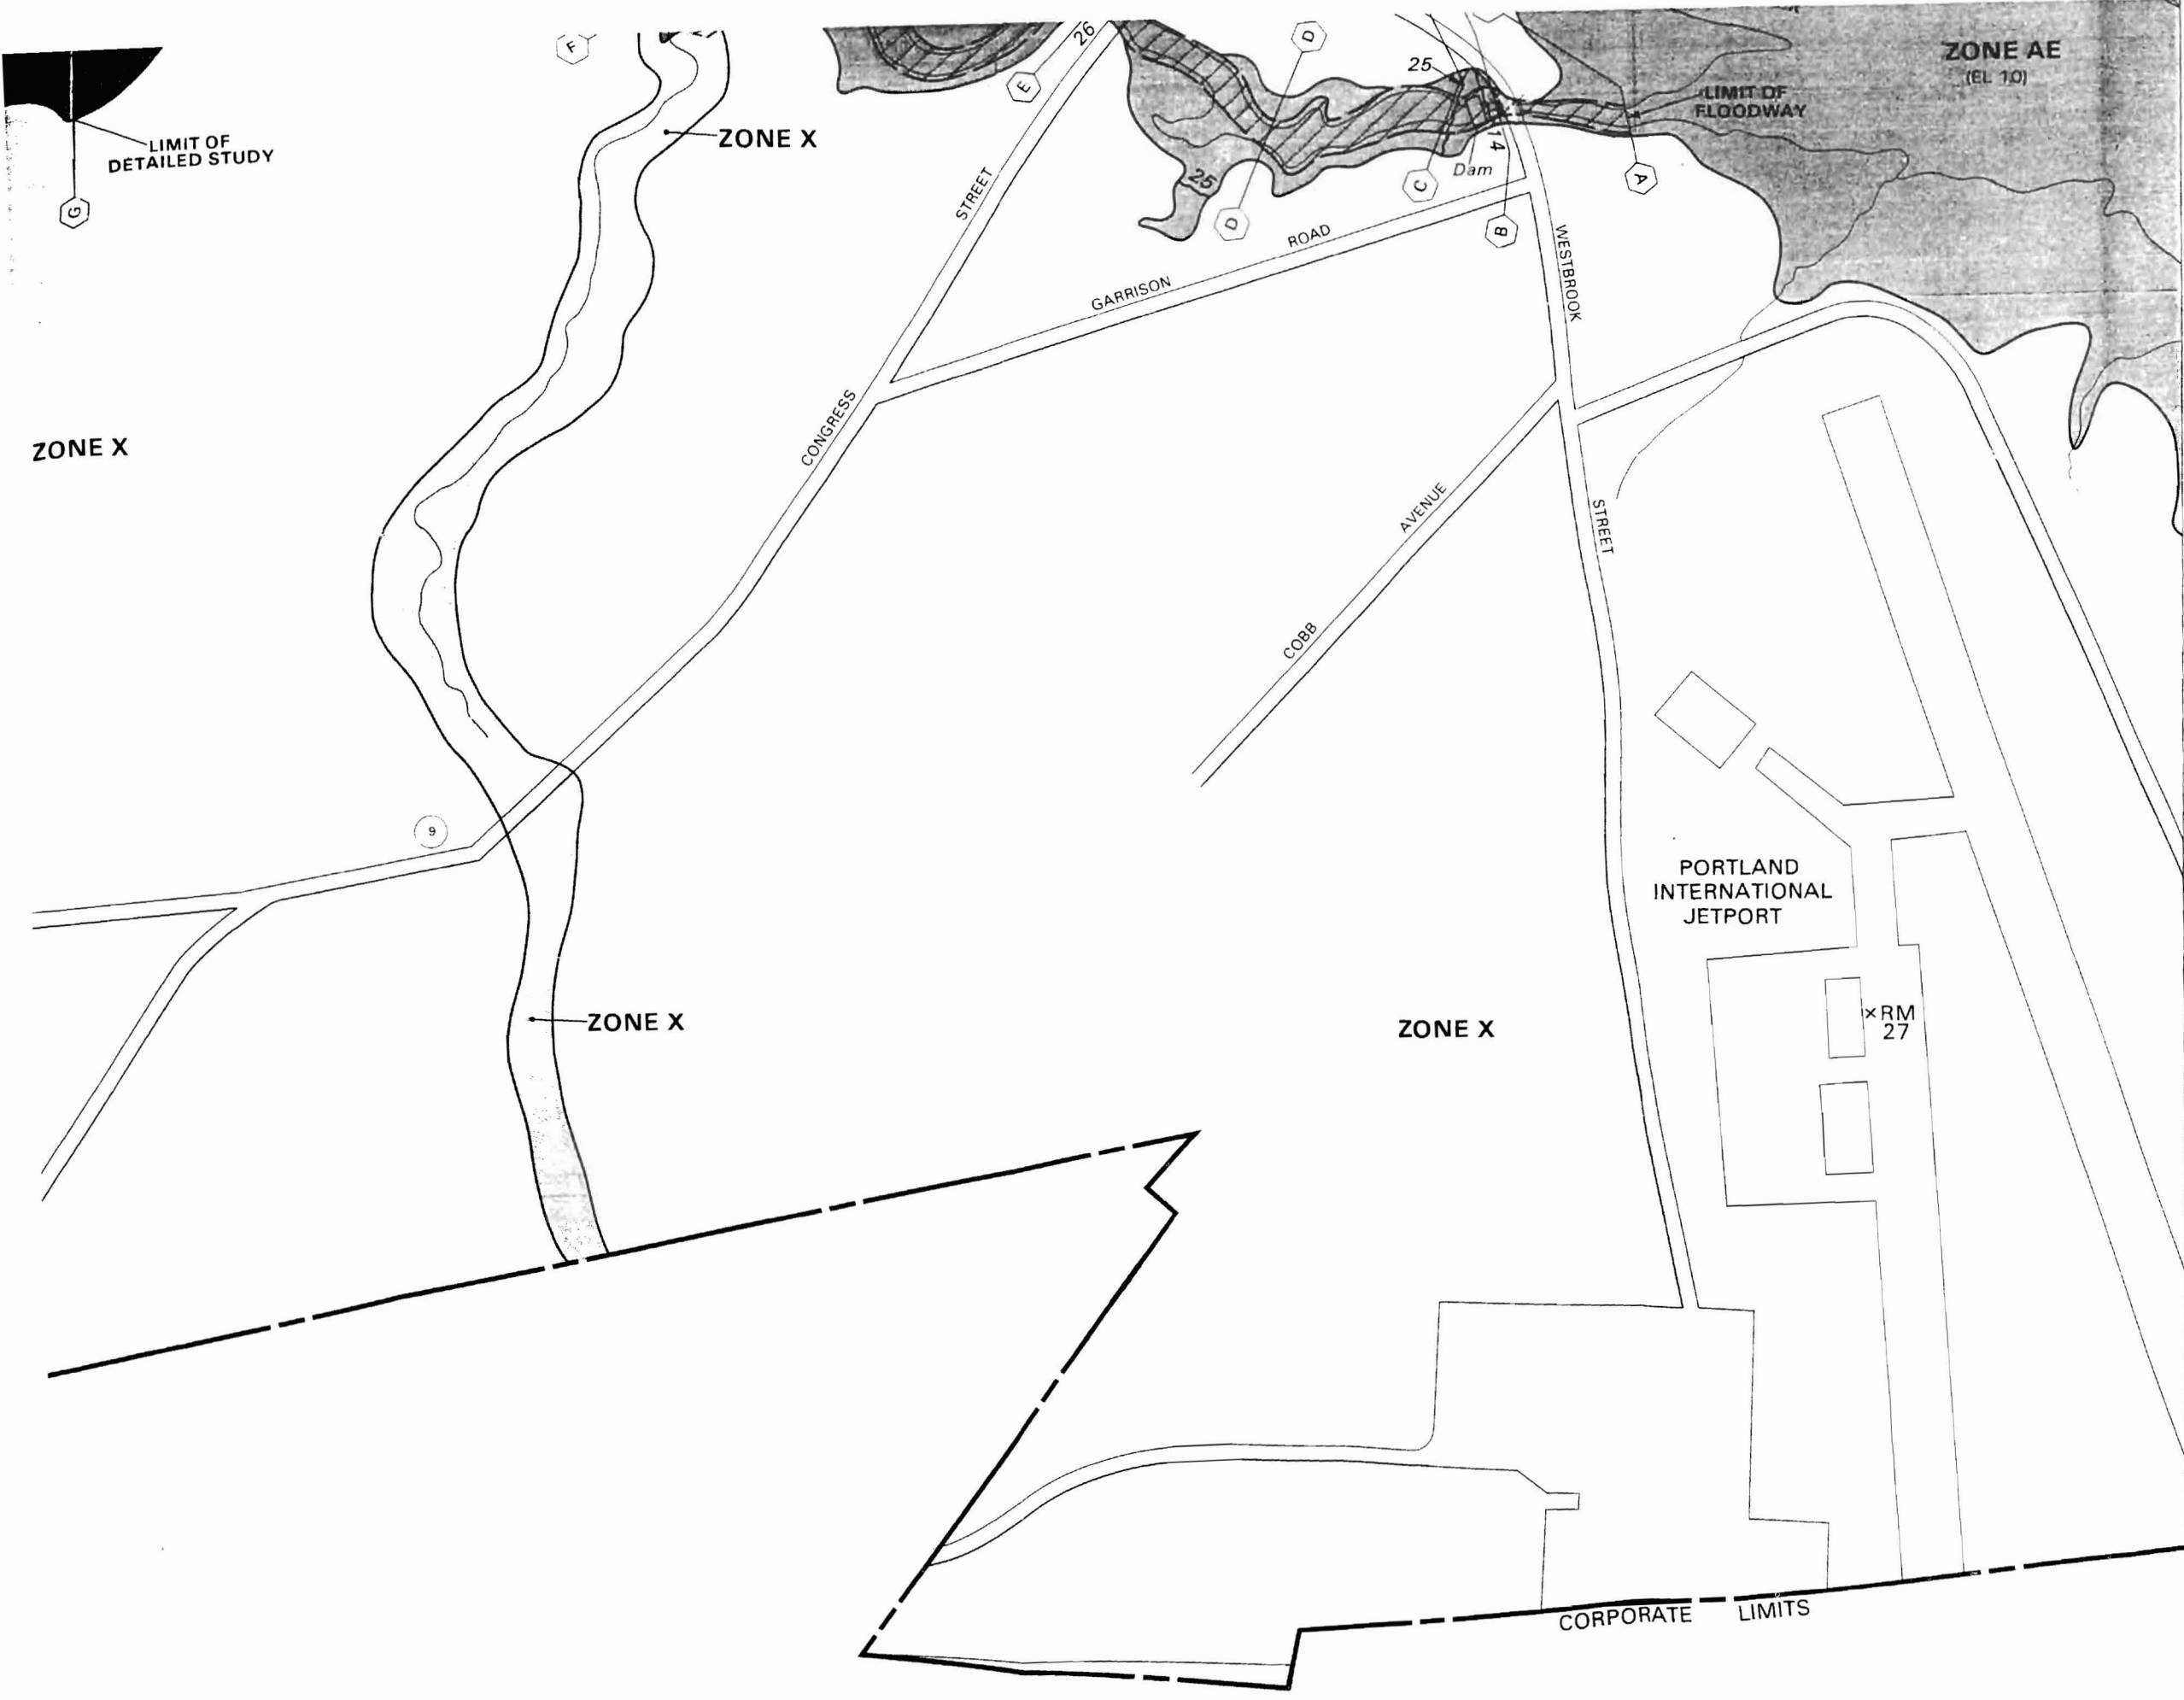 F
26
D
E
25
ZONE AE
(EL 10)
LIMIT OF
FLOODWAY
ZONE X
LIMIT OF
DETAILED STUDY
14
Dam
25
G
C
A
D
B
STREET
ROAD
GARRISON
WESTBROOK
CONGRESS
ZONE X
AVENUE
STREET
COBB
9
PORTLAND
INTERNATIONAL
JETPORT
ZONE X
ZONE X
RM
27
CORPORATE LIMITS